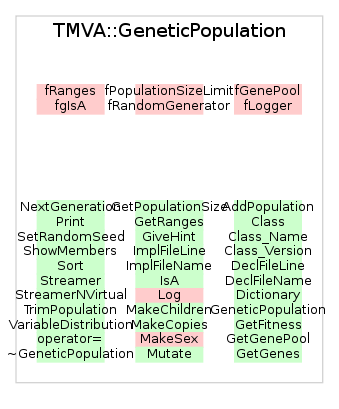 TMVA::GeneticPopulation
fRanges fPopulationSizeLimit fGenePool
fgIsA fRandomGenerator fLogger
NextGeneration GetPopulationSize AddPopulation
Print GetRanges Class
SetRandomSeed GiveHint Class_Name
ShowMembers ImplFileLine Class_Version
Sort ImplFileName DeclFileLine
Streamer IsA DeclFileName
StreamerNVirtual Log Dictionary
TrimPopulation MakeChildren GeneticPopulation
VariableDistribution MakeCopies GetFitness
operator= MakeSex GetGenePool
~GeneticPopulation Mutate GetGenes